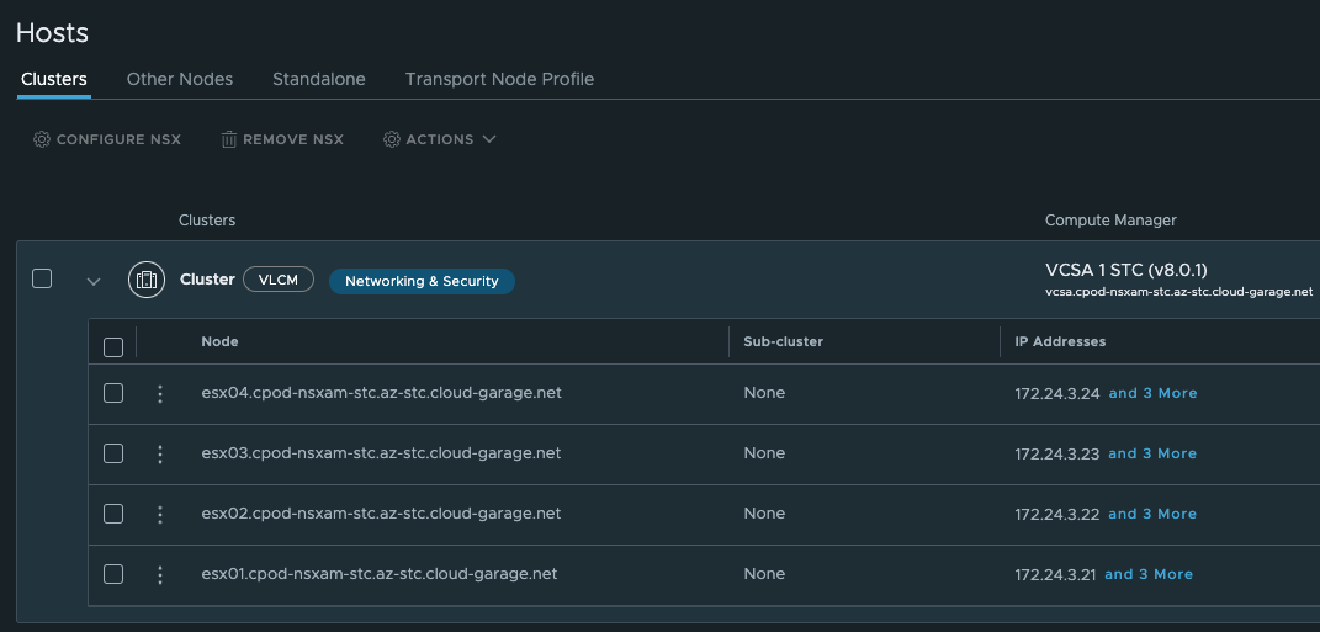 Hosts
Clusters Other Nodes Standalone Transport Node Profile
CONFIGURE NSX REMOVE NSX ACTIONS
Clusters Compute Manager
Cluster VLCM Networking & Security VCSA 1 STC (v8.0.1)
vcsa.cpod-nsxam-stc.az-stc.cloud-garage.net
Node Sub-cluster IP Addresses
esx04.cpod-nsxam-stc.az-stc.cloud-garage.net None 172.24.3.24 and 3 More
esx03.cpod-nsxam-stc.az-stc.cloud-garage.net None 172.24.3.23 and 3 More
esx02.cpod-nsxam-stc.az-stc.cloud-garage.net None 172.24.3.22 and 3 More
esx01.cpod-nsxam-stc.az-stc.cloud-garage.net None 172.24.3.21 and 3 More